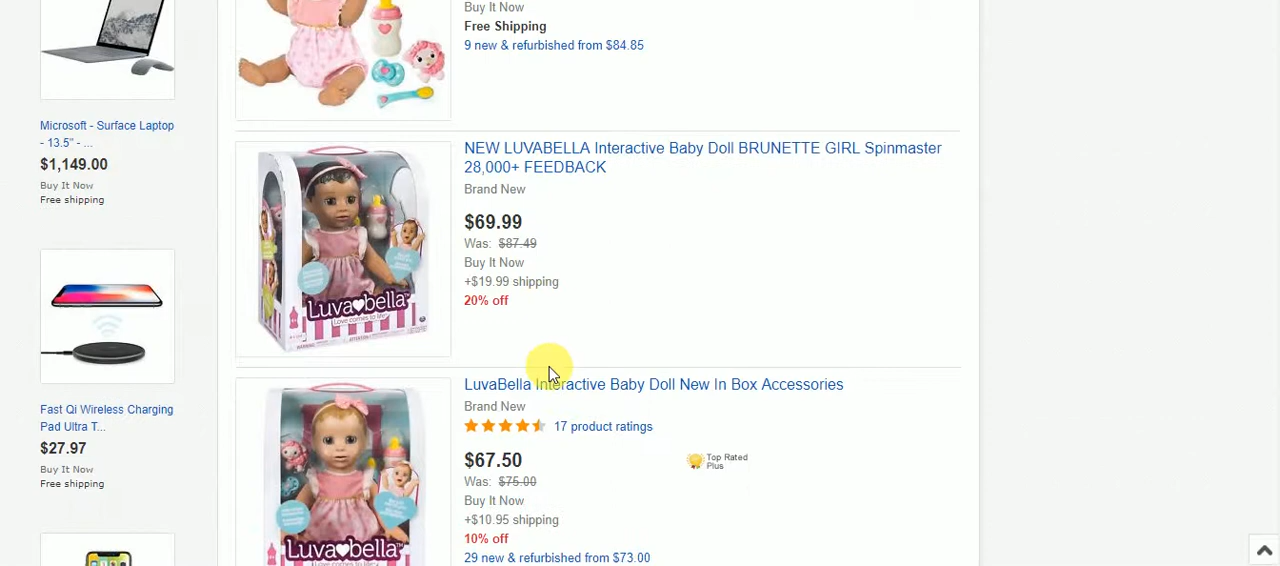 Buy It Now
Free Shipping
9 new & refurbished from $84.85
Microsoft - Surface Laptop
- 13.5" - ...
$1,149.00
Buy It Now
Free shipping
NEW LUVABELLA Interactive Baby Doll BRUNETTE GIRL Spinmaster
28,000+ FEEDBACK
Brand New
$69.99
Was: $87.49
Buy It Now
+$19.99 shipping
20% off
Luvabella
Love comes to life!
Fast Qi Wireless Charging
Pad Ultra T...
$27.97
Buy It Now
Free shipping
LuvaBella Interactive Baby Doll New In Box Accessories
Brand New
17 product ratings
$67.50
Top Rated
Plus
Was: $75.00
Buy It Now
+$10.95 shipping
10% off
29 new & refurbished from $73.00
Luvabella